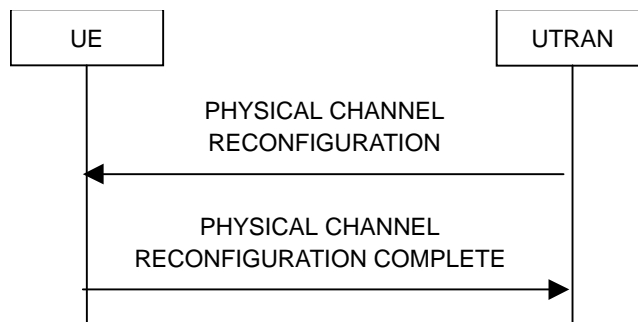 UE
UTRAN
PHYSICAL CHANNEL
RECONFIGURATION
PHYSICAL CHANNEL
RECONFIGURATION COMPLETE